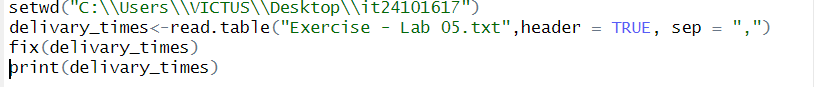 setwd("C:\\Users\\VICTUS\\Desktop\\it24101617")
delivary_times<-read.table("Exercise - Lab 05.txt",header = TRUE, sep = ",")
fix(delivary_times)
print(delivary_times)